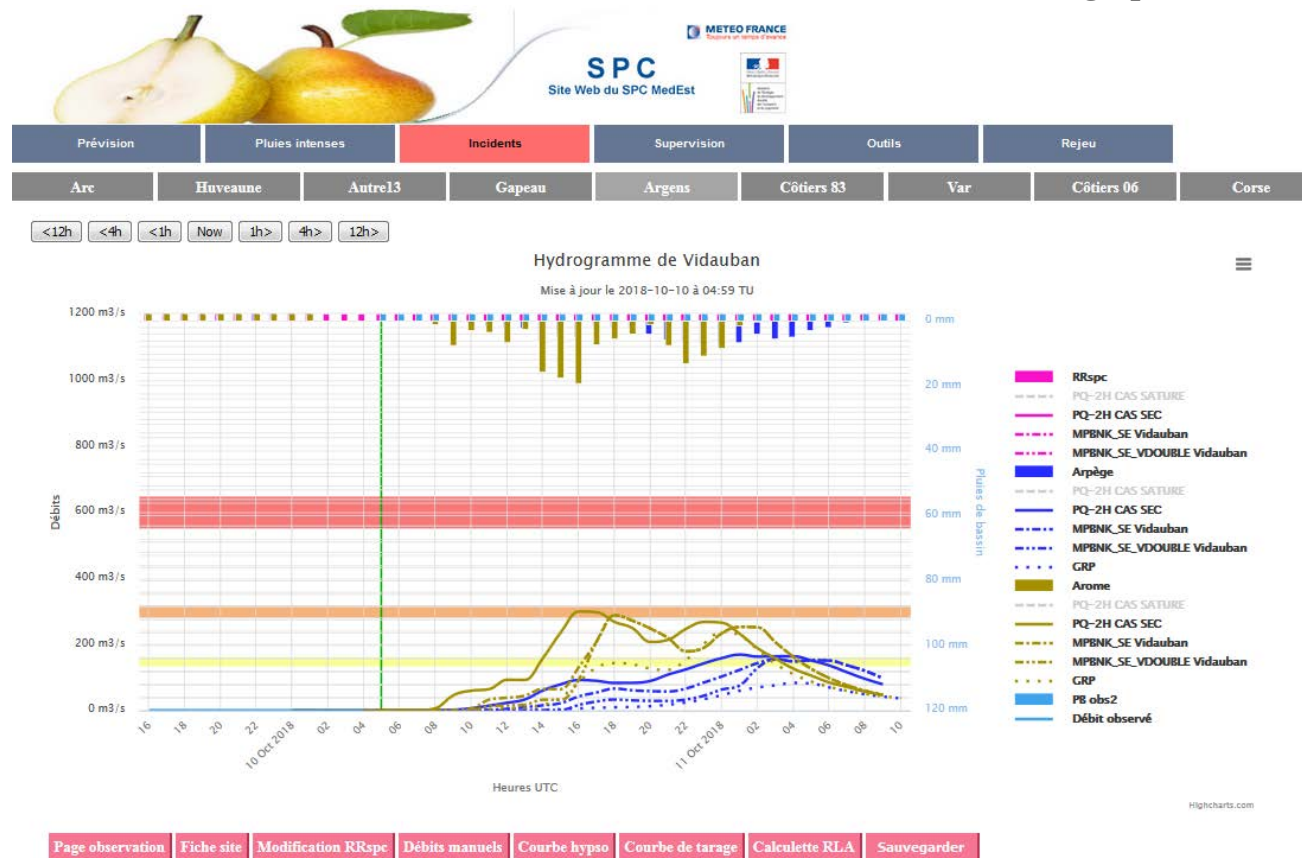 METEO FRANCE
Toujours un temps d'avance
SPC
Site Web du SPC MedEst
Prévision Pluies intenses Incidents Supervision Outils Rejeu
Arc Huveaune Autre13 Gapeau Argens Côtiers 83 Var Côtiers 06 Corse
<12h <4h <1h Now 1h> 4h> 12h>
Hydrogramme de Vidauban
Mise à jour le 2018-10-10 à 04:59 TU
1200 m3/s
1000 m3/s
800 m3/s
600 m3/s
400 m3/s
200 m3/s
0 m3/s
Débits
0 mm
20 mm
40 mm
60 mm
80 mm
100 mm
120 mm
Pluies de bassin
16 18 20 22 10 Oct 2018 02 04 06 08 10 12 14 16 18 20 22 11 Oct 2018 02 04 06 08 10
Heures UTC
RRspc
PQ-2H CAS SATURE
PQ-2H CAS SEC
MPBNK_SE Vidauban
MPBNK_SE_VDOUBLE Vidauban
Arpège
PQ-2H CAS SATURE
PQ-2H CAS SEC
MPBNK_SE Vidauban
MPBNK_SE_VDOUBLE Vidauban
GRP
Arome
PQ-2H CAS SATURE
PQ-2H CAS SEC
MPBNK_SE Vidauban
MPBNK_SE_VDOUBLE Vidauban
GRP
PB obs2
Débit observé
Highcharts.com
Page observation Fiche site Modification RRspc Débits manuels Courbe hypso Courbe de tarage Calculette RLA Sauvegarder